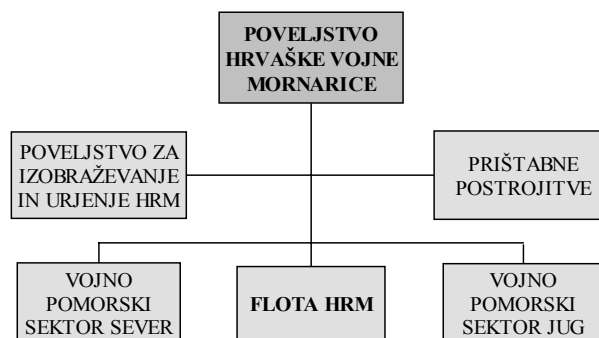 POVELJSTVO
HRVAŠKE VOJNE
MORNARICE
POVELJSTVO ZA
IZOBRAŽEVANJE
IN URJENJE HRM
PRIŠTABNE
POSTROJITVE
VOJNO
POMORSKI
SEKTOR SEVER
FLOTA HRM
VOJNO
POMORSKI
SEKTOR JUG